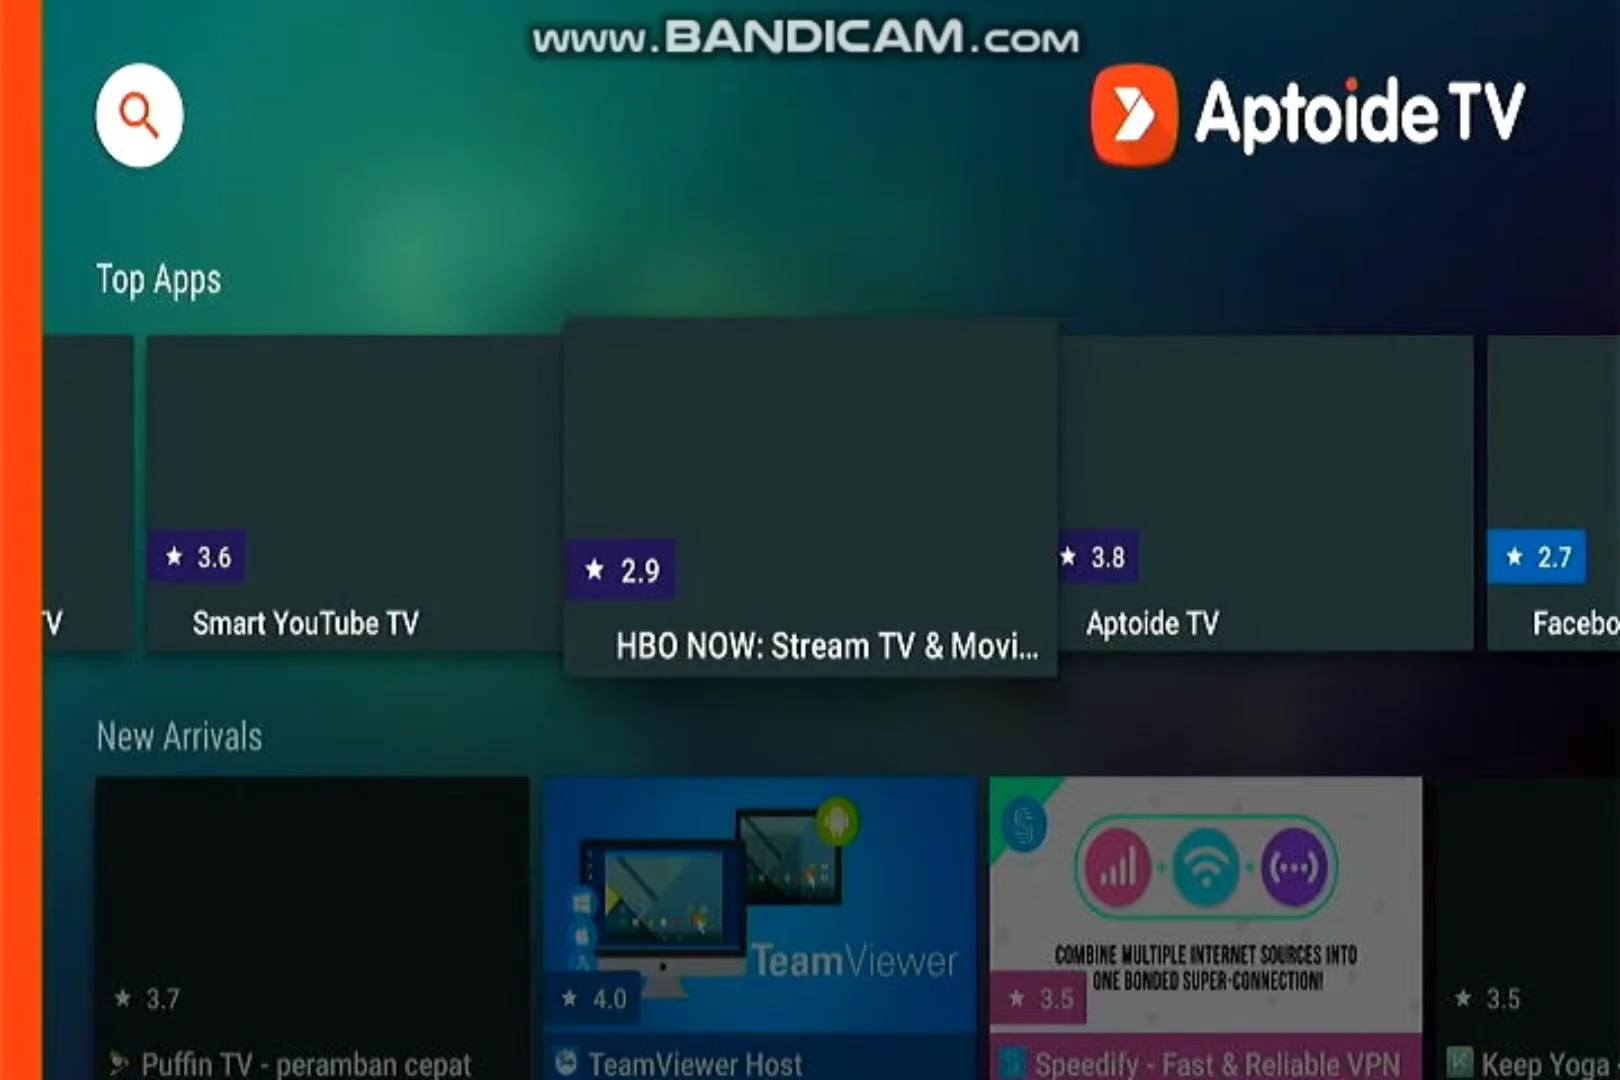 www.BANDICAM.com
Aptoide TV
Top Apps
TV
★ 3.6
Smart YouTube TV
★ 2.9
HBO NOW: Stream TV & Movi...
★ 3.8
Aptoide TV
★ 2.7
Facebo
New Arrivals
★ 3.7
Puffin TV - peramban cepat
TeamViewer
★ 4.0
TeamViewer Host
S
COMBINE MULTIPLE INTERNET SOURCES INTO
ONE BONDED SUPER-CONNECTION!
★ 3.5
Speedify - Fast & Reliable VPN
★ 3.5
Keep Yoga